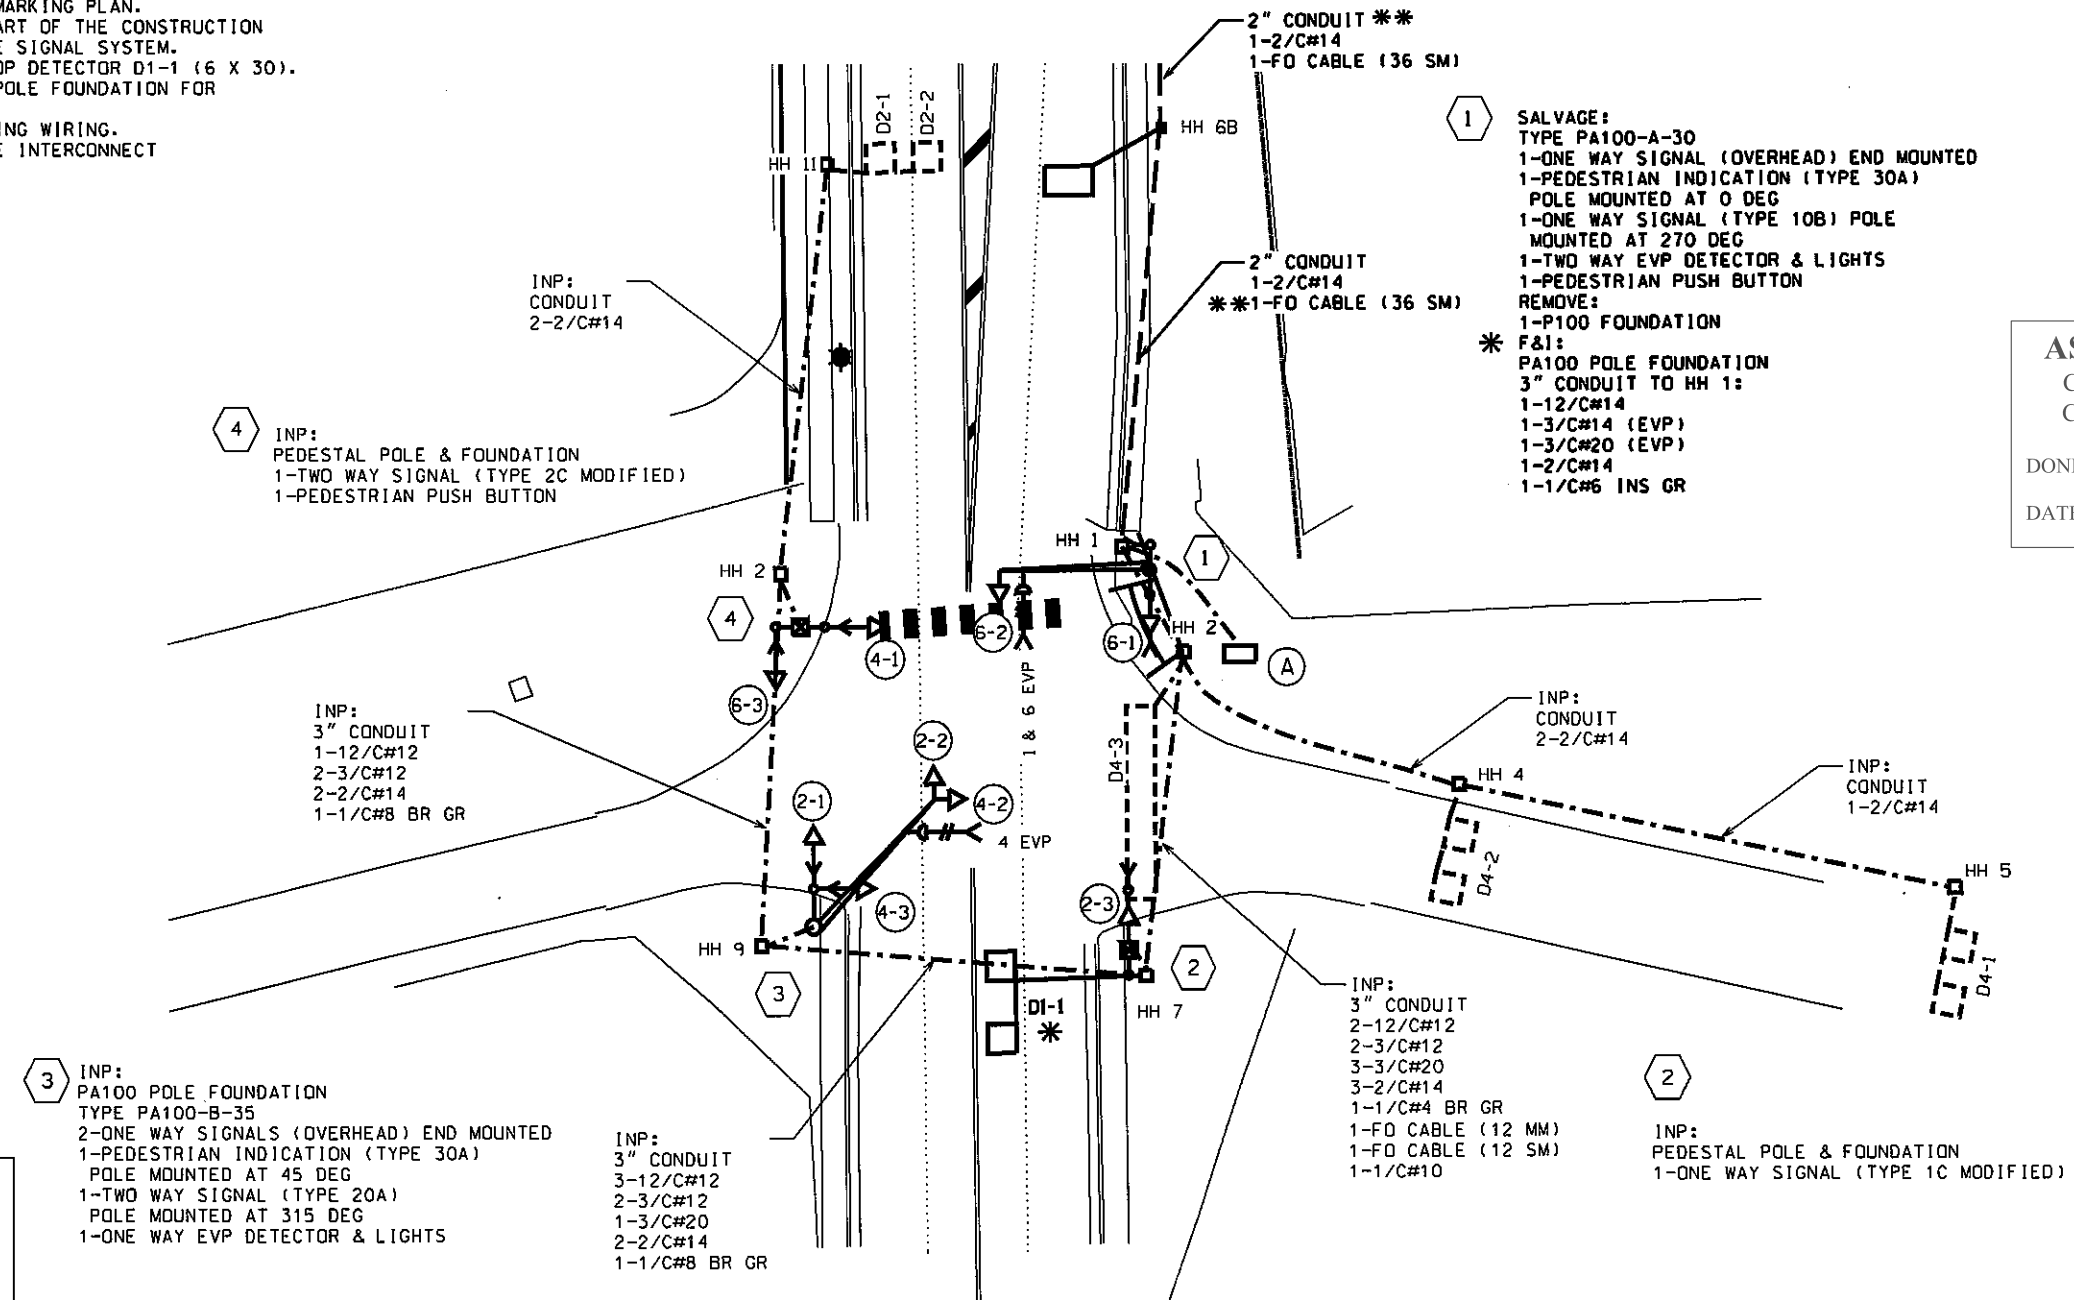 MARKING PLAN.
ART OF THE CONSTRUCTION
E SIGNAL SYSTEM.
OP DETECTOR D1-1 (6 X 30).
POLE FOUNDATION FOR
ING WIRING.
E INTERCONNECT
2" CONDUIT **
1-2/C#14
1-FO CABLE (36 SM)
D2-1
D2-2
HH 11
HH 6B
1
SALVAGE:
TYPE PA100-A-30
1-ONE WAY SIGNAL (OVERHEAD) END MOUNTED
1-PEDESTRIAN INDICATION (TYPE 30A)
POLE MOUNTED AT 0 DEG
1-ONE WAY SIGNAL (TYPE 10B) POLE
MOUNTED AT 270 DEG
1-TWO WAY EVP DETECTOR & LIGHTS
1-PEDESTRIAN PUSH BUTTON
REMOVE:
1-P100 FOUNDATION
* F&I:
PA100 POLE FOUNDATION
3" CONDUIT TO HH 1:
1-12/C#14
1-3/C#14 (EVP)
1-3/C#20 (EVP)
1-2/C#14
1-1/C#6 INS GR
INP:
CONDUIT
2-2/C#14
2" CONDUIT
1-2/C#14
**1-FO CABLE (36 SM)
AS
C
C
DON
DATE
4
INP:
PEDESTAL POLE & FOUNDATION
1-TWO WAY SIGNAL (TYPE 2C MODIFIED)
1-PEDESTRIAN PUSH BUTTON
HH 1
1
HH 2
4
4-1
6-2
6-1
HH 2
A
6-3
1 & 6 EVP
INP:
3" CONDUIT
1-12/C#12
2-3/C#12
2-2/C#14
1-1/C#8 BR GR
2-2
2-1
4-2
4 EVP
D4-3
INP:
CONDUIT
2-2/C#14
HH 4
INP:
CONDUIT
1-2/C#14
D4-2
HH 5
D4-1
4-3
2-3
HH 9
3
2
HH 7
D1-1
*
INP:
3" CONDUIT
2-12/C#12
2-3/C#12
3-3/C#20
3-2/C#14
1-1/C#4 BR GR
1-FO CABLE (12 MM)
1-FO CABLE (12 SM)
1-1/C#10
3
INP:
PA100 POLE FOUNDATION
TYPE PA100-B-35
2-ONE WAY SIGNALS (OVERHEAD) END MOUNTED
1-PEDESTRIAN INDICATION (TYPE 30A)
POLE MOUNTED AT 45 DEG
1-TWO WAY SIGNAL (TYPE 20A)
POLE MOUNTED AT 315 DEG
1-ONE WAY EVP DETECTOR & LIGHTS
INP:
3" CONDUIT
3-12/C#12
2-3/C#12
1-3/C#20
2-2/C#14
1-1/C#8 BR GR
2
INP:
PEDESTAL POLE & FOUNDATION
1-ONE WAY SIGNAL (TYPE 1C MODIFIED)